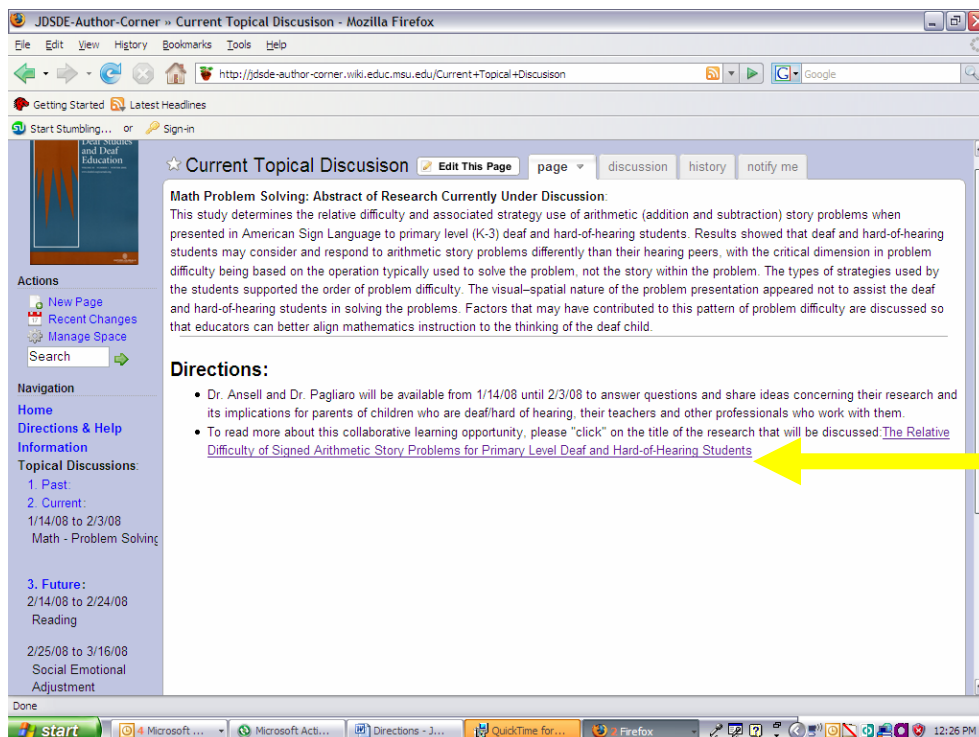 JDSDE-Author-Corner » Current Topical Discusison - Mozilla Firefox
File Edit View History Bookmarks Tools Help
http://jdsde-author-corner.wiki.educ.msu.edu/Current+Topical+Discusison
Google
Getting Started Latest Headlines
Start Stumbling... or Sign-in
Deaf Studies
and Deaf
Education
Current Topical Discusison Edit This Page page discussion history notify me
Math Problem Solving: Abstract of Research Currently Under Discussion:
This study determines the relative difficulty and associated strategy use of arithmetic (addition and subtraction) story problems when
presented in American Sign Language to primary level (K-3) deaf and hard-of-hearing students. Results showed that deaf and hard-of-hearing
students may consider and respond to arithmetic story problems differently than their hearing peers, with the critical dimension in problem
difficulty being based on the operation typically used to solve the problem, not the story within the problem. The types of strategies used by
the students supported the order of problem difficulty. The visual–spatial nature of the problem presentation appeared not to assist the deaf
and hard-of-hearing students in solving the problems. Factors that may have contributed to this pattern of problem difficulty are discussed so
that educators can better align mathematics instruction to the thinking of the deaf child.
Directions:
• Dr. Ansell and Dr. Pagliaro will be available from 1/14/08 until 2/3/08 to answer questions and share ideas concerning their research and
its implications for parents of children who are deaf/hard of hearing, their teachers and other professionals who work with them.
• To read more about this collaborative learning opportunity, please "click" on the title of the research that will be discussed:The Relative
Difficulty of Signed Arithmetic Story Problems for Primary Level Deaf and Hard-of-Hearing Students
Actions
New Page
Recent Changes
Manage Space
Search
Navigation
Home
Directions & Help
Information
Topical Discussions:
1. Past:
2. Current:
1/14/08 to 2/3/08
Math - Problem Solving
3. Future:
2/14/08 to 2/24/08
Reading
2/25/08 to 3/16/08
Social Emotional
Adjustment
Done
start 4 Microsoft ... Microsoft Acti... Directions - J... QuickTime for... 2 Firefox 12:26 PM